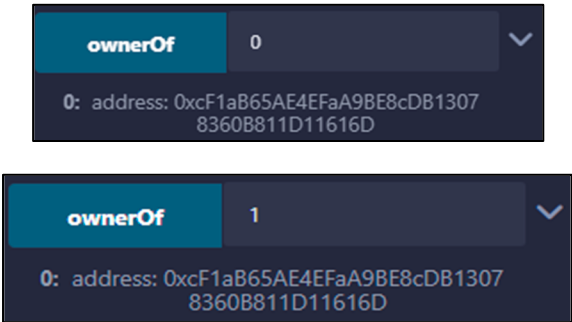 ownerOf 0
0: address: 0xcF1aB65AE4EFaA9BE8cDB1307
8360B811D11616D
ownerOf 1
0: address: 0xcF1aB65AE4EFaA9BE8cDB1307
8360B811D11616D